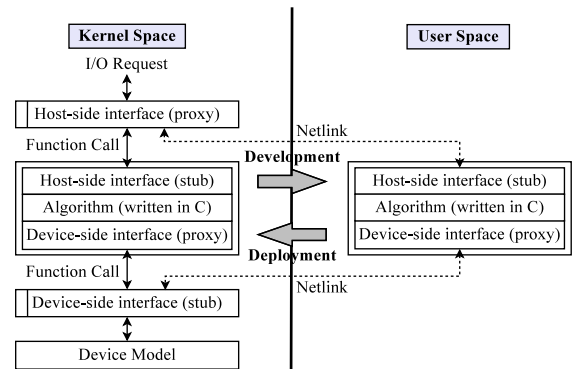 Kernel Space
User Space
I/O Request
Host-side interface (proxy)
Netlink
Function Call
Development
Host-side interface (stub)
Algorithm (written in C)
Device-side interface (proxy)
Host-side interface (stub)
Algorithm (written in C)
Device-side interface (proxy)
Deployment
Function Call
Netlink
Device-side interface (stub)
Device Model